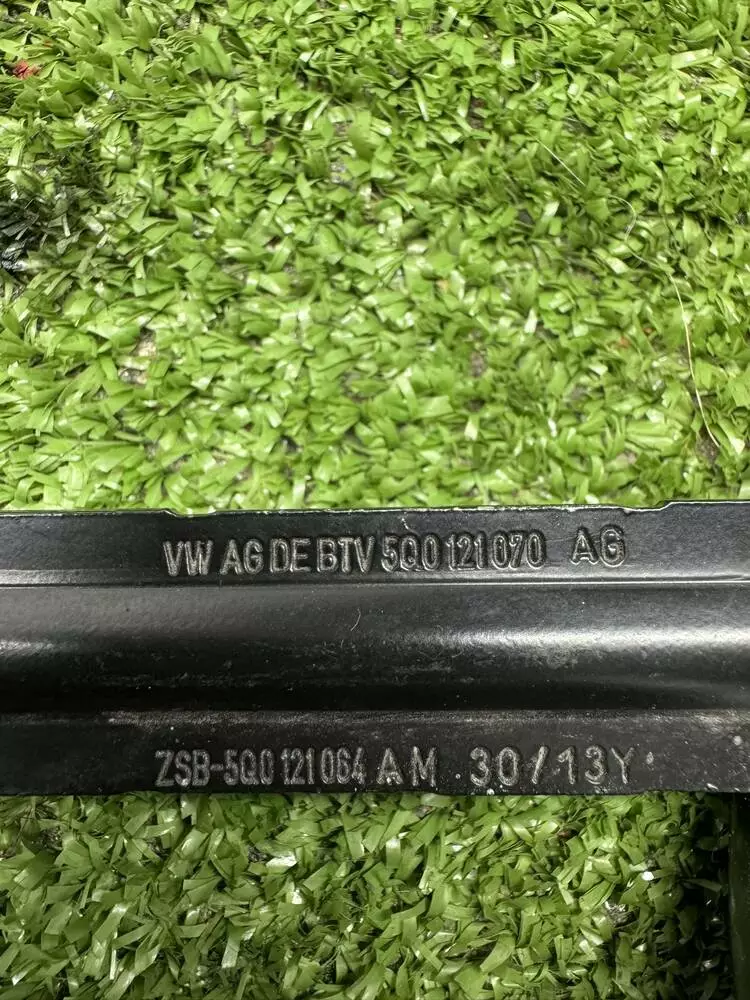 VW AG DE BTV 5Q0 121 070 AG
ZSB-5Q0 121 064 AM 30/13Y